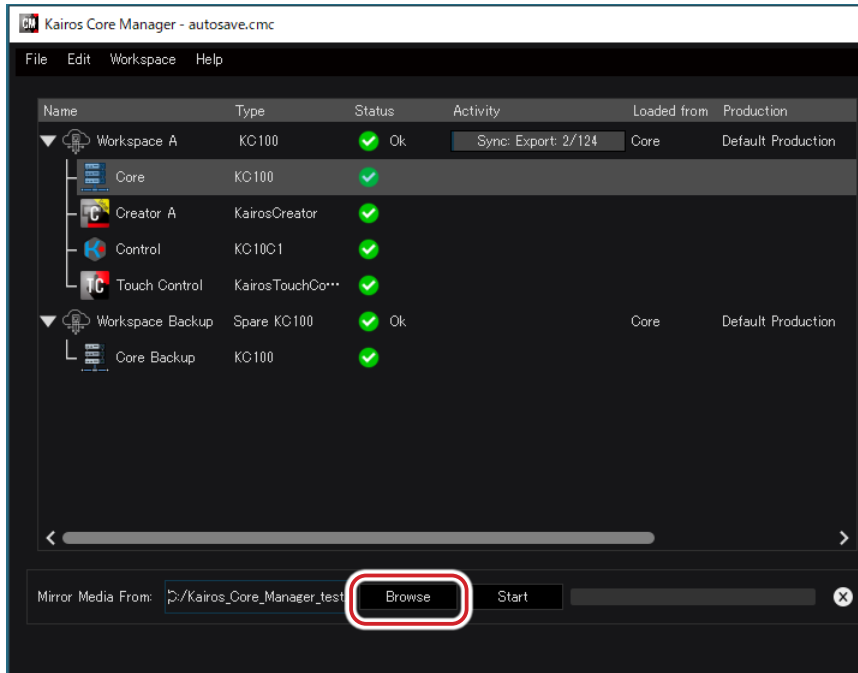 CM Kairos Core Manager - autosave.cmc
File Edit Workspace Help
Name Type Status Activity Loaded from Production
Workspace A KC100 Ok Sync: Export: 2/124 Core Default Production
Core KC100
C Creator A KairosCreator
Control KC10C1
TC Touch Control KairosTouchCo···
Workspace Backup Spare KC100 Ok Core Default Production
Core Backup KC100
Mirror Media From: D:/Kairos_Core_Manager_test Browse Start